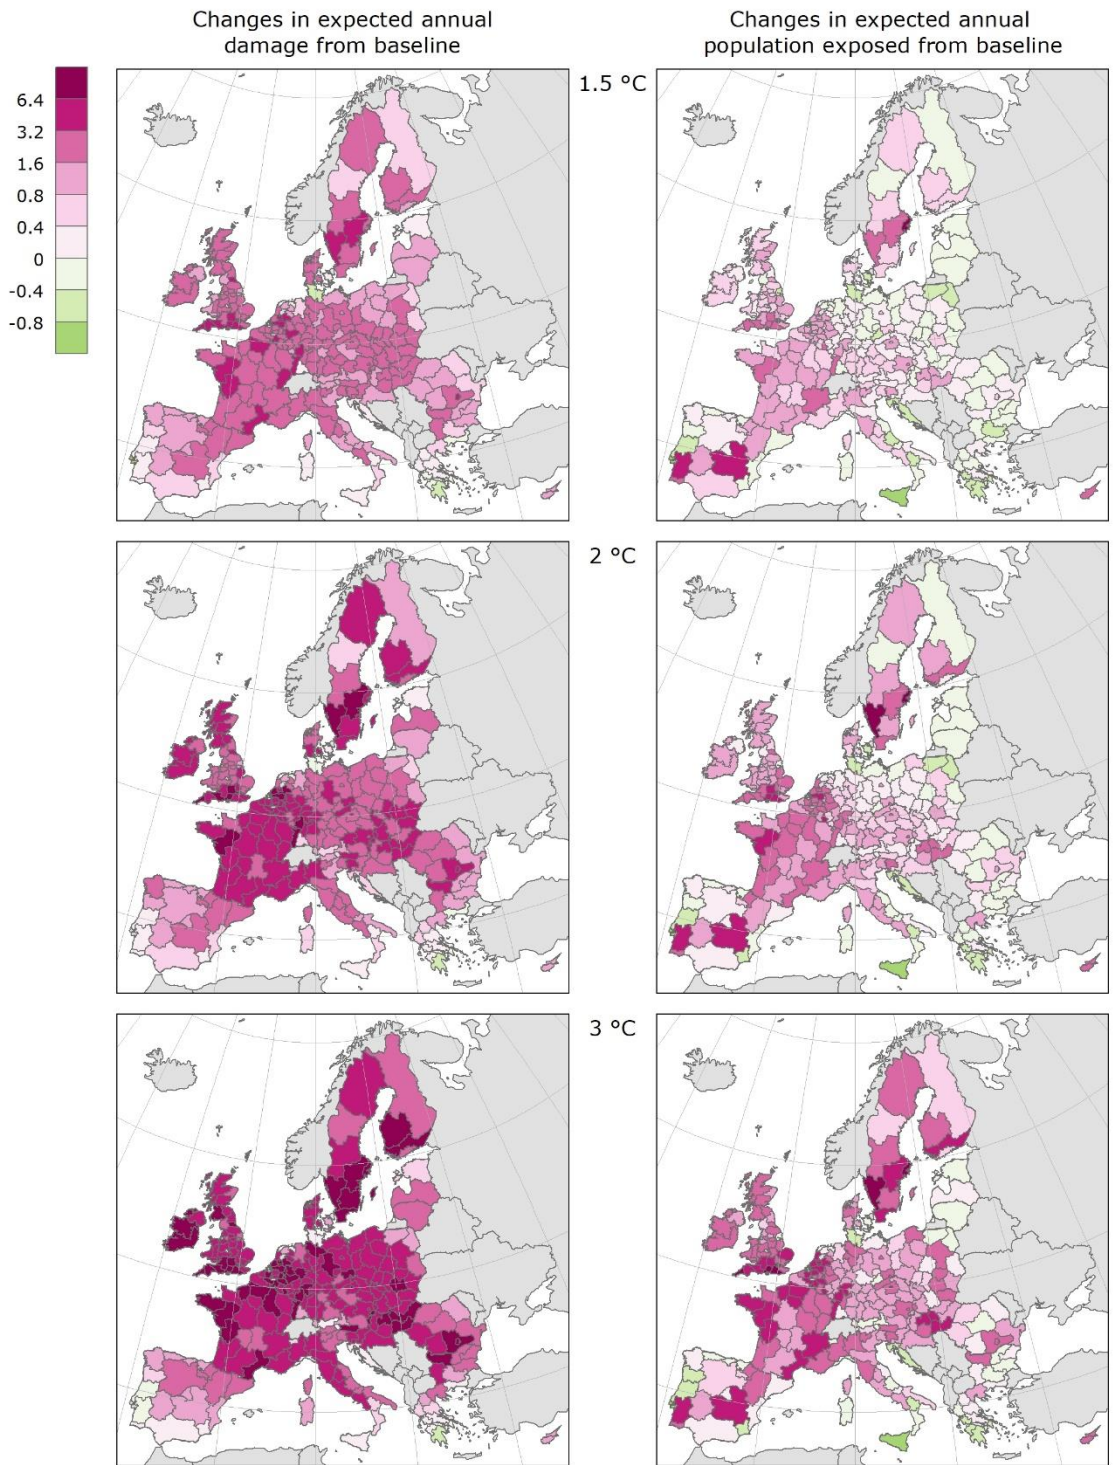 Changes in expected annual
damage from baseline
Changes in expected annual
population exposed from baseline
6.4
3.2
1.6
0.8
0.4
0
-0.4
-0.8
1.5 °C
2 °C
3 °C